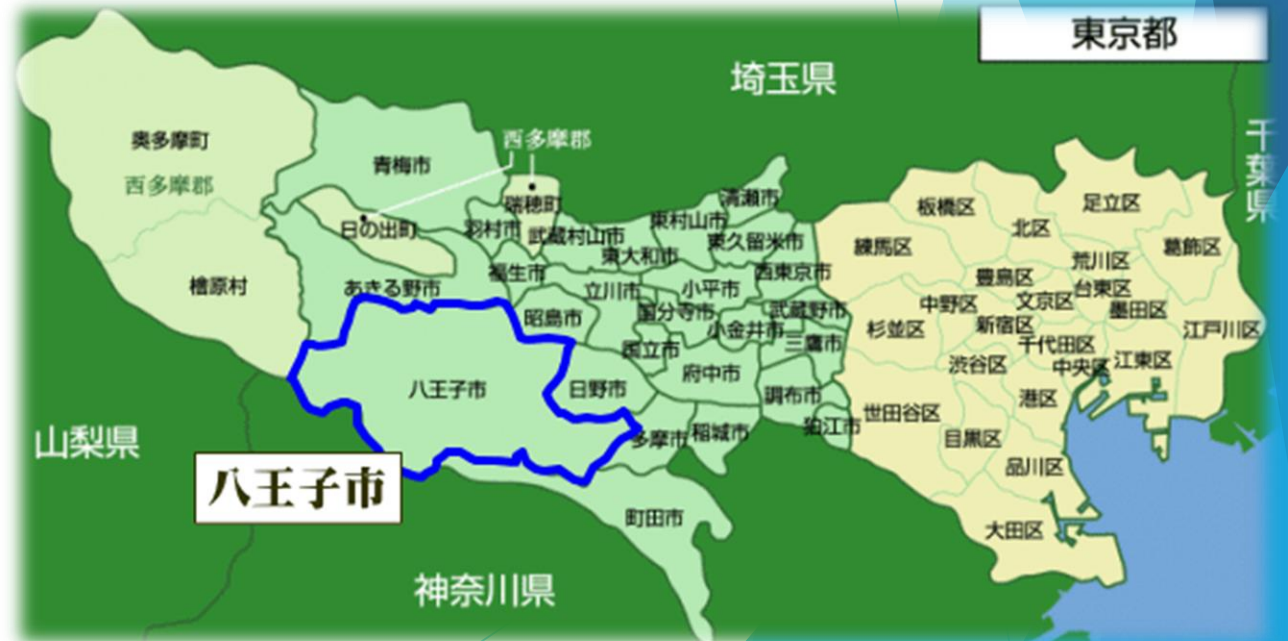 東京都
埼玉県
千葉県
奥多摩町
西多摩郡
青梅市
西多摩郡
瑞穂町
日の出町
羽村市
武蔵村山市
東村山市
清瀬市
東大和市
東久留米市
檜原村
あきる野市
福生市
立川市
小平市
西東京市
昭島市
国分寺市
小金井市
武蔵野市
国立市
三鷹市
八王子市
日野市
府中市
調布市
多摩市
稲城市
狛江市
町田市
板橋区
足立区
北区
練馬区
葛飾区
荒川区
豊島区
台東区
中野区
文京区
墨田区
杉並区
新宿区
江戸川区
千代田区
渋谷区
中央区
江東区
港区
世田谷区
目黒区
品川区
大田区
山梨県
八王子市
神奈川県